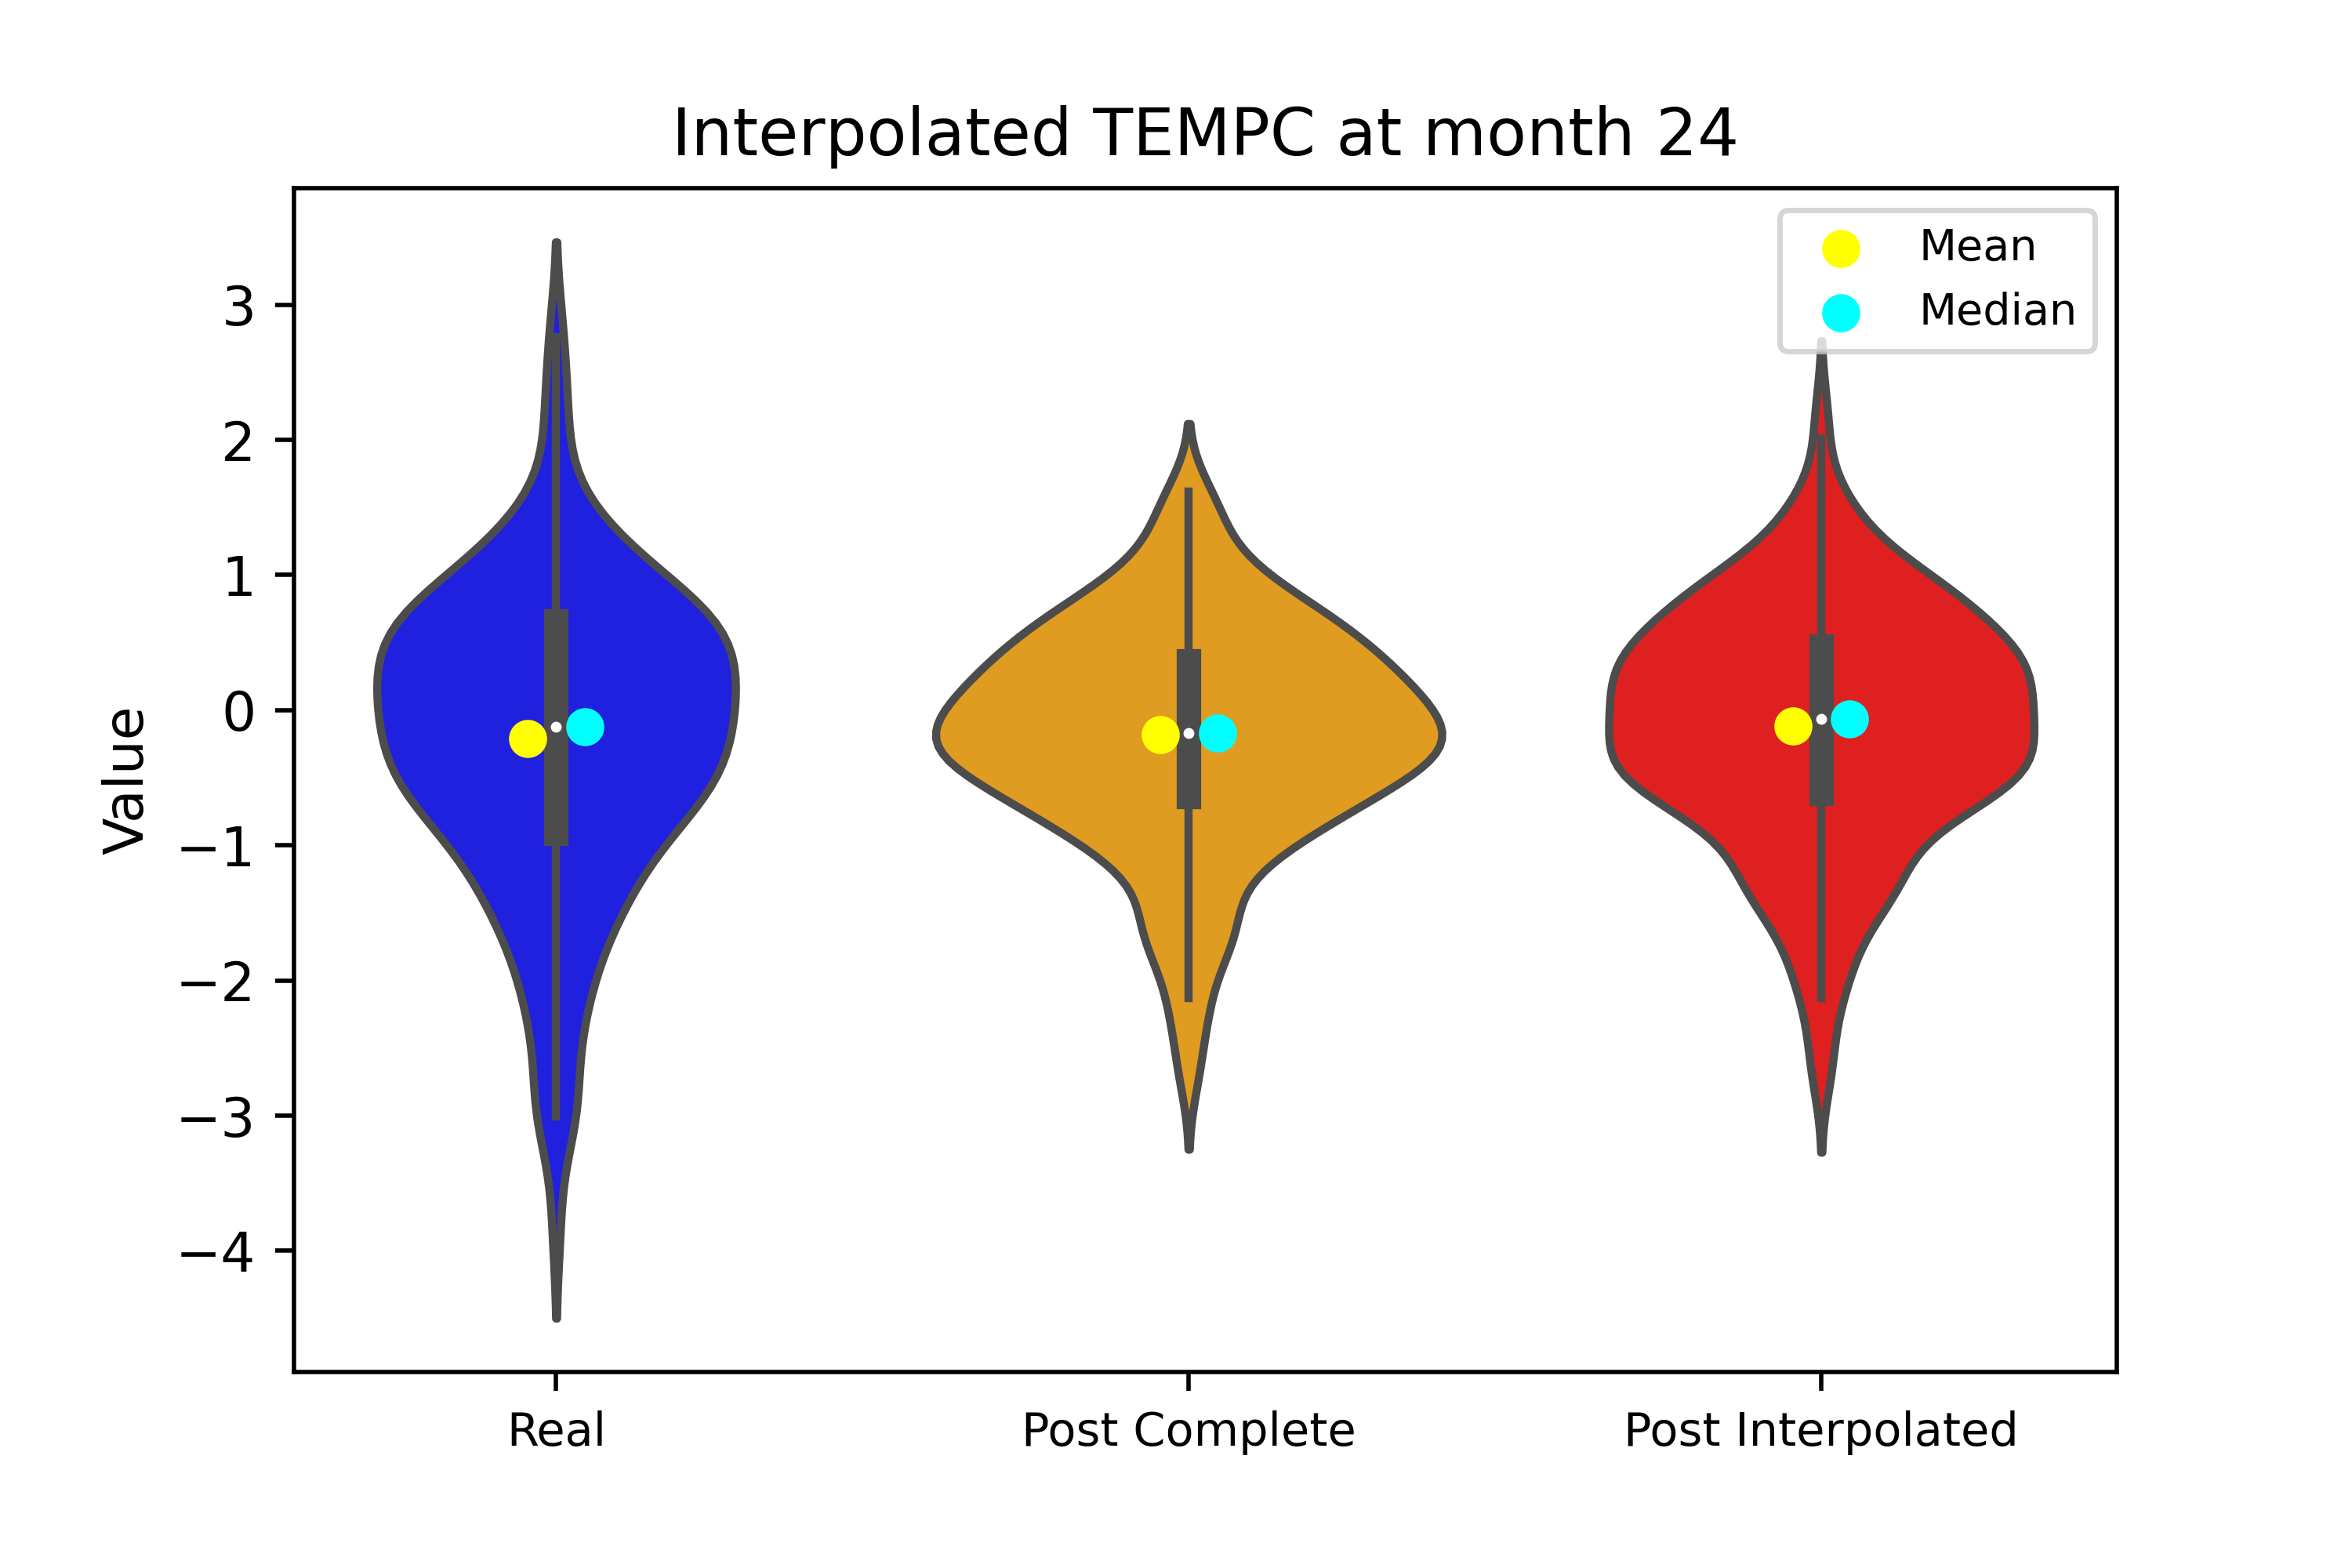 Interpolated TEMPC at month 24
Mean
Median
3
2
1
0
−1
−2
−3
−4
Value
Real
Post Complete
Post Interpolated